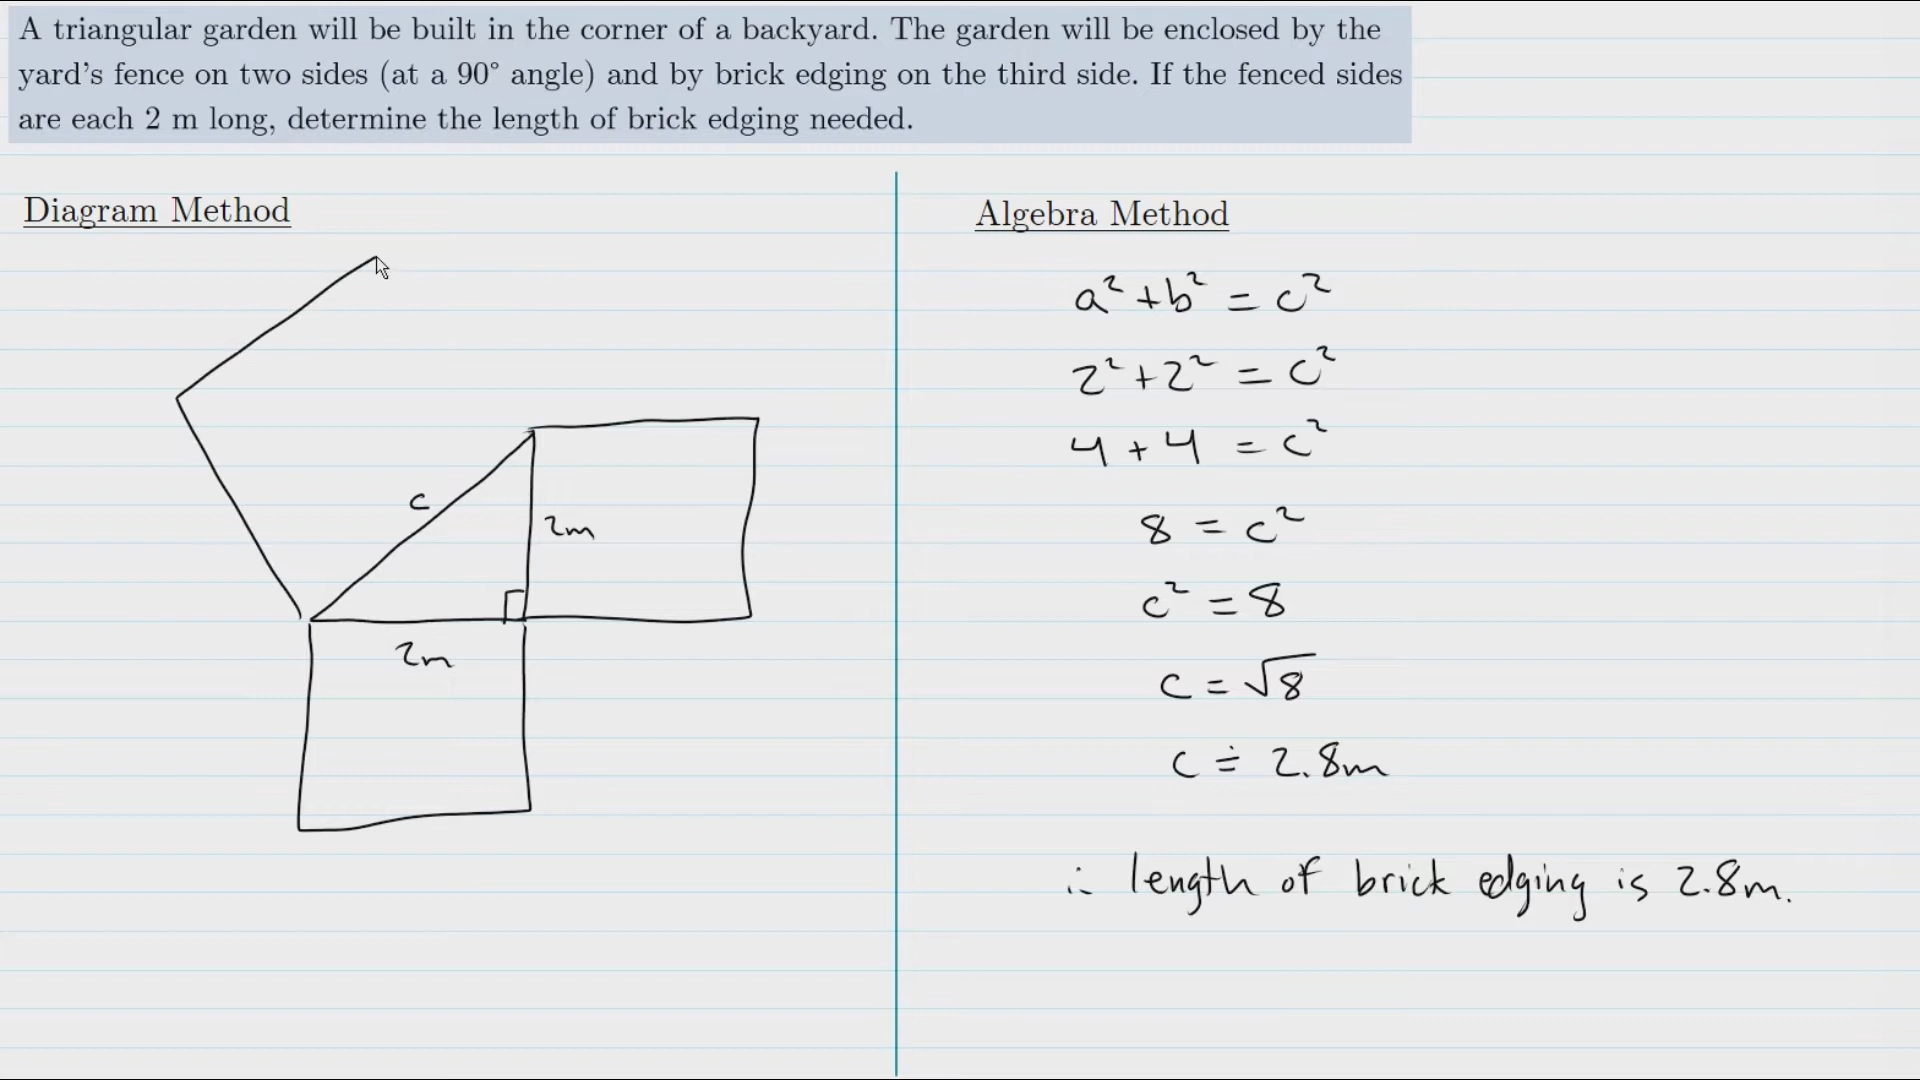 A triangular garden will be built in the corner of a backyard. The garden will be enclosed by the
yard's fence on two sides (at a 90° angle) and by brick edging on the third side. If the fenced sides
are each 2 m long, determine the length of brick edging needed.
Diagram Method
c
2m
2m
Algebra Method
a² + b² = c²
2² + 2² = c²
4 + 4 = c²
8 = c²
c² = 8
c = √8
c ≐ 2.8m
∴ length of brick edging is 2.8m.